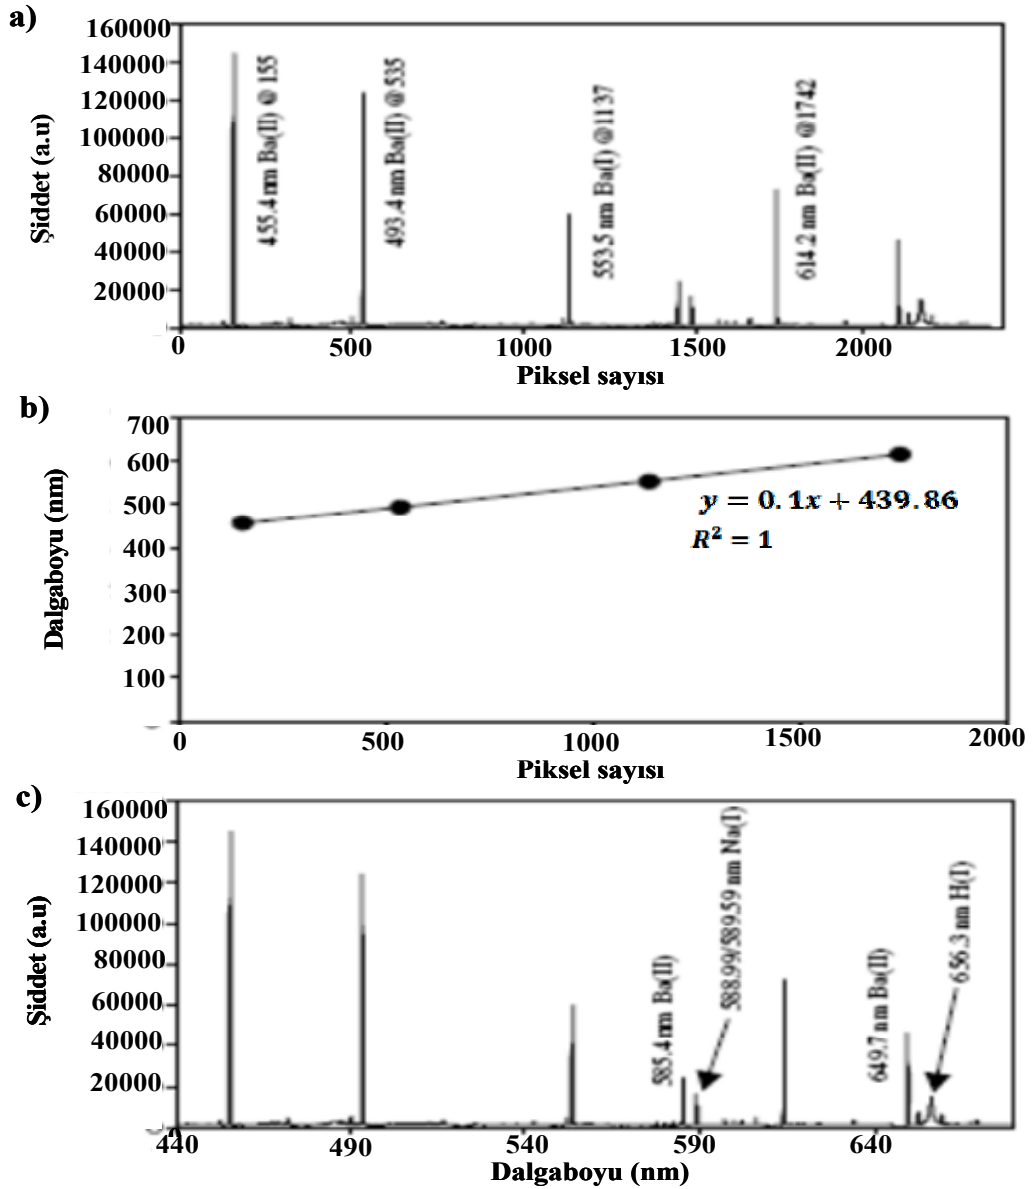 a)
160000
140000
120000
100000
80000
60000
40000
20000
Şiddet (a.u)
455.4 nm Ba(II) @ 155
493.4 nm Ba(II) @535
553.5 nm Ba(I) @1137
614.2 nm Ba(II) @1742
0 500 1000 1500 2000
Piksel sayısı
b)
700
600
500
400
300
200
100
Dalgaboyu (nm)
y = 0.1x + 439.86
R² = 1
0 500 1000 1500 2000
Piksel sayısı
c)
160000
140000
120000
100000
80000
60000
40000
20000
Şiddet (a.u)
585.4 nm Ba(II)
588.99/589.59 nm Na(I)
649.7 nm Ba(II)
656.3 nm H(I)
440 490 540 590 640
Dalgaboyu (nm)